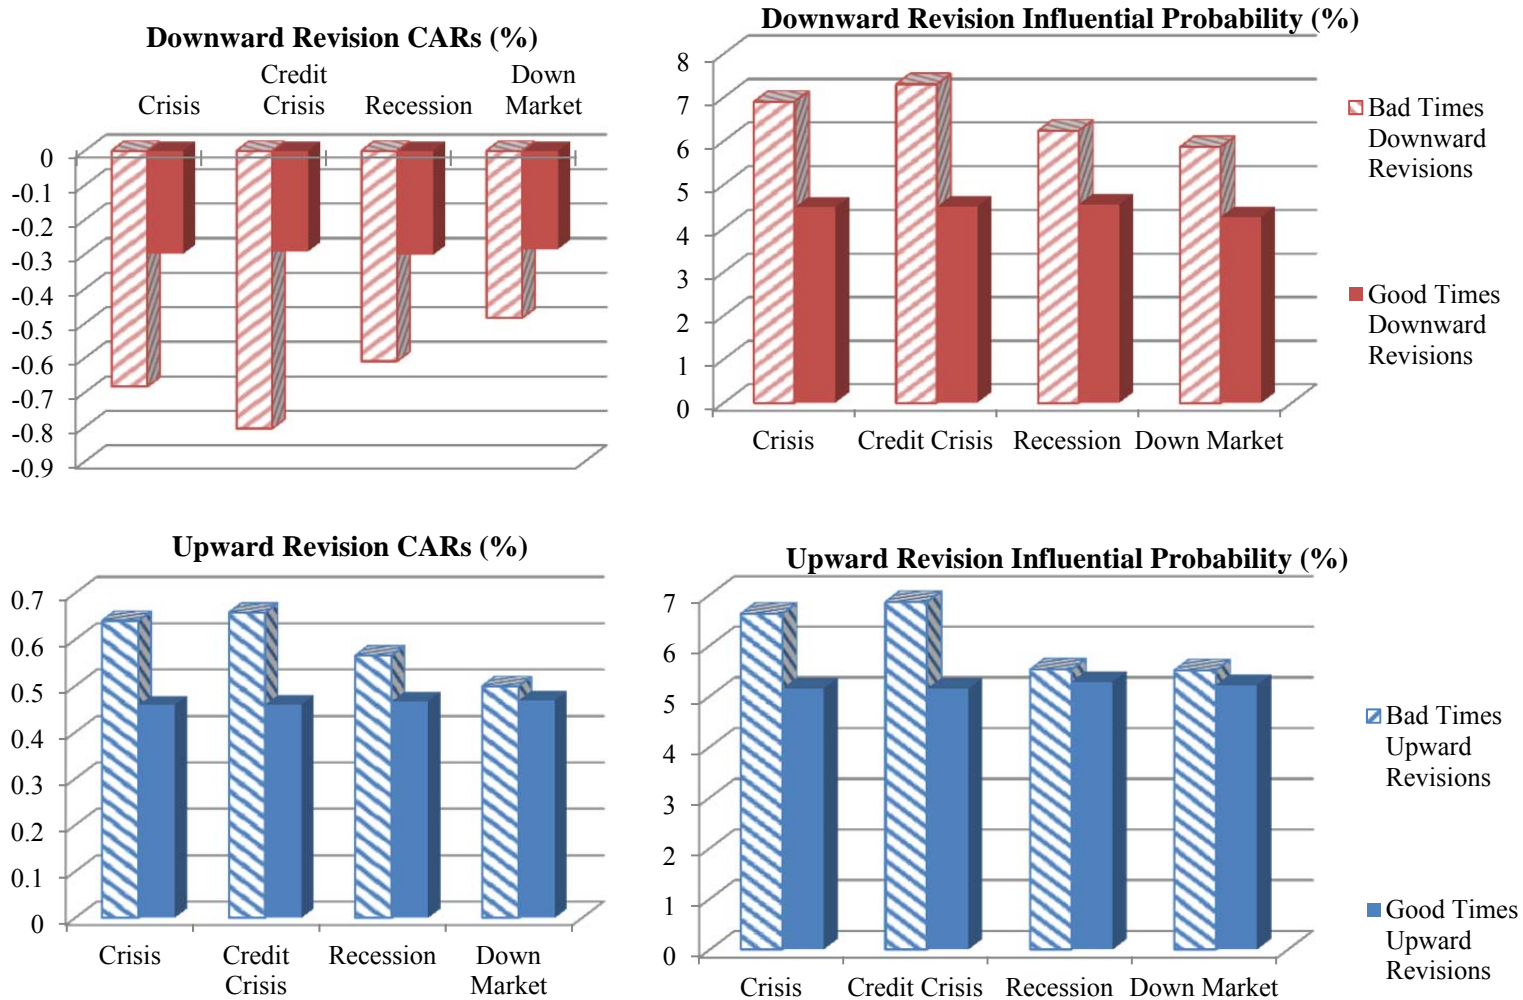 Downward Revision CARs (%)
Crisis
Credit
Crisis
Recession
Down
Market
0
-0.1
-0.2
-0.3
-0.4
-0.5
-0.6
-0.7
-0.8
-0.9
Downward Revision Influential Probability (%)
8
7
6
5
4
3
2
1
0
Crisis
Credit Crisis
Recession
Down Market
Bad Times
Downward
Revisions
Good Times
Downward
Revisions
Upward Revision CARs (%)
0.7
0.6
0.5
0.4
0.3
0.2
0.1
0
Crisis
Credit
Crisis
Recession
Down
Market
Upward Revision Influential Probability (%)
7
6
5
4
3
2
1
0
Crisis
Credit Crisis
Recession
Down Market
Bad Times
Upward
Revisions
Good Times
Upward
Revisions